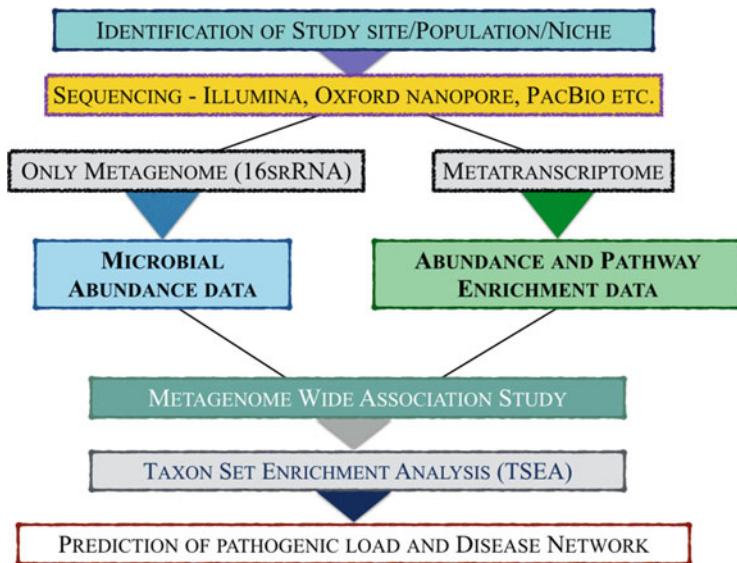 Identification of Study site/Population/Niche
Sequencing - Illumina, Oxford nanopore, PacBio etc.
Only Metagenome (16srRNA)
Metatranscriptome
Microbial
Abundance data
Abundance and Pathway
Enrichment data
Metagenome Wide Association Study
Taxon Set Enrichment Analysis (TSEA)
Prediction of pathogenic load and Disease Network